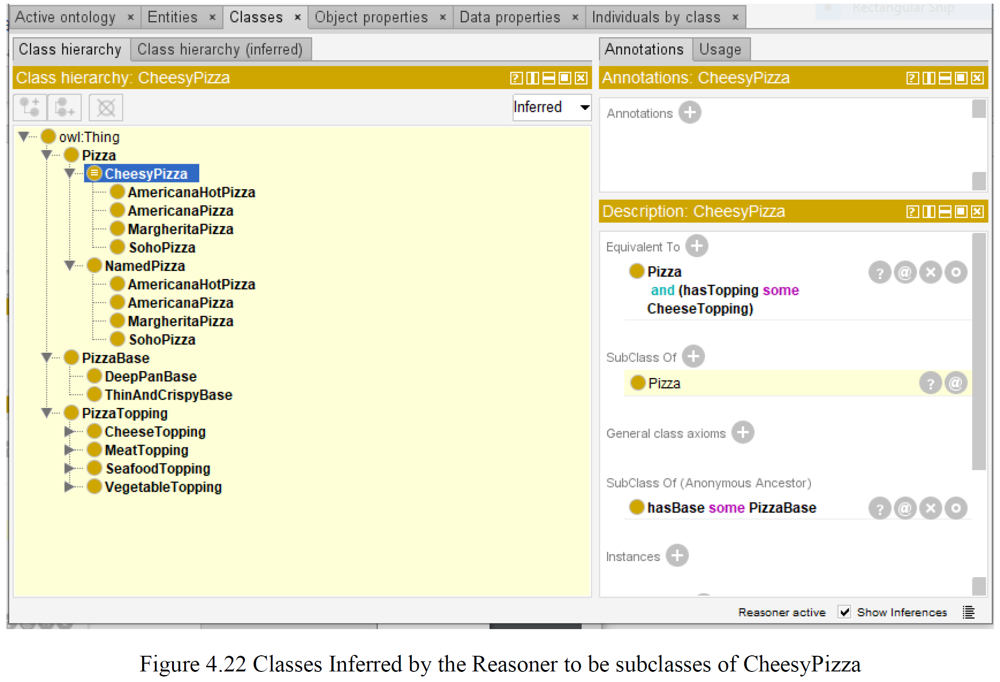 Rectangular Snip
Active ontology × Entities × Classes × Object properties × Data properties × Individuals by class ×
Class hierarchy Class hierarchy (inferred)
Class hierarchy: CheesyPizza
Inferred
owl:Thing
Pizza
CheesyPizza
AmericanaHotPizza
AmericanaPizza
MargheritaPizza
SohoPizza
NamedPizza
AmericanaHotPizza
AmericanaPizza
MargheritaPizza
SohoPizza
PizzaBase
DeepPanBase
ThinAndCrispyBase
PizzaTopping
CheeseTopping
MeatTopping
SeafoodTopping
VegetableTopping
Annotations Usage
Annotations: CheesyPizza
Annotations
Description: CheesyPizza
Equivalent To
Pizza
and (hasTopping some
CheeseTopping)
SubClass Of
Pizza
General class axioms
SubClass Of (Anonymous Ancestor)
hasBase some PizzaBase
Instances
Reasoner active Show Inferences
Figure 4.22 Classes Inferred by the Reasoner to be subclasses of CheesyPizza